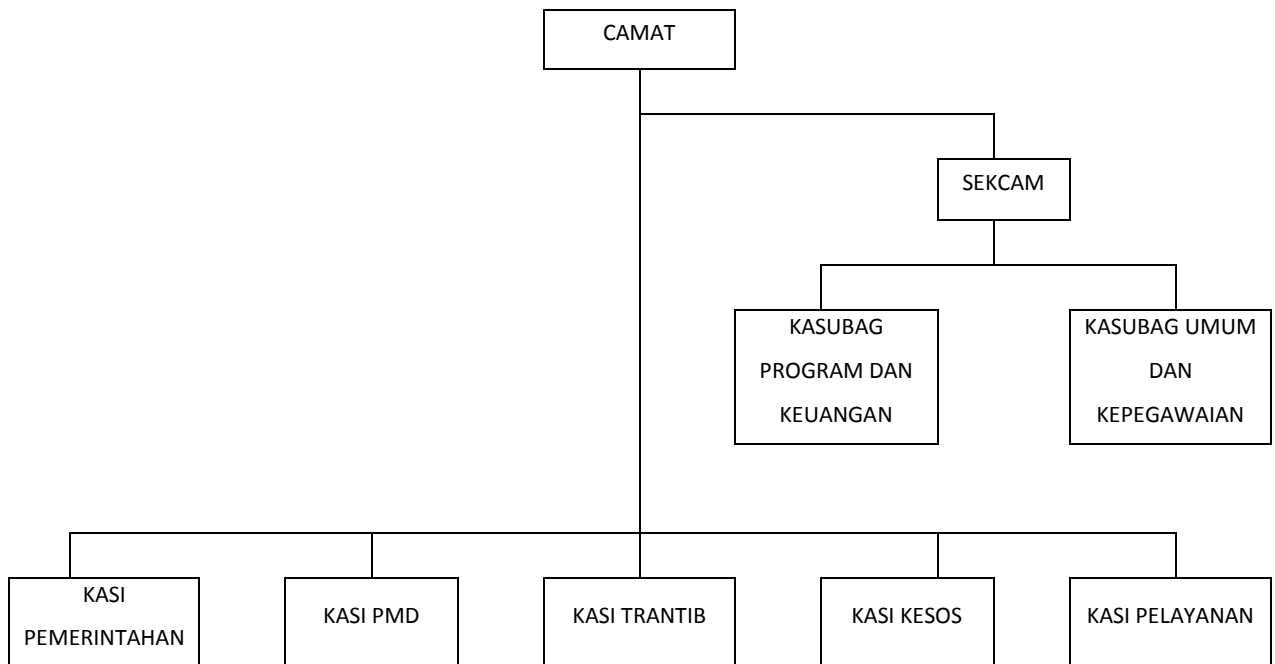 CAMAT
SEKCAM
KASUBAG
PROGRAM DAN
KEUANGAN
KASUBAG UMUM
DAN
KEPEGAWAIAN
KASI
PEMERINTAHAN
KASI PMD
KASI TRANTIB
KASI KESOS
KASI PELAYANAN